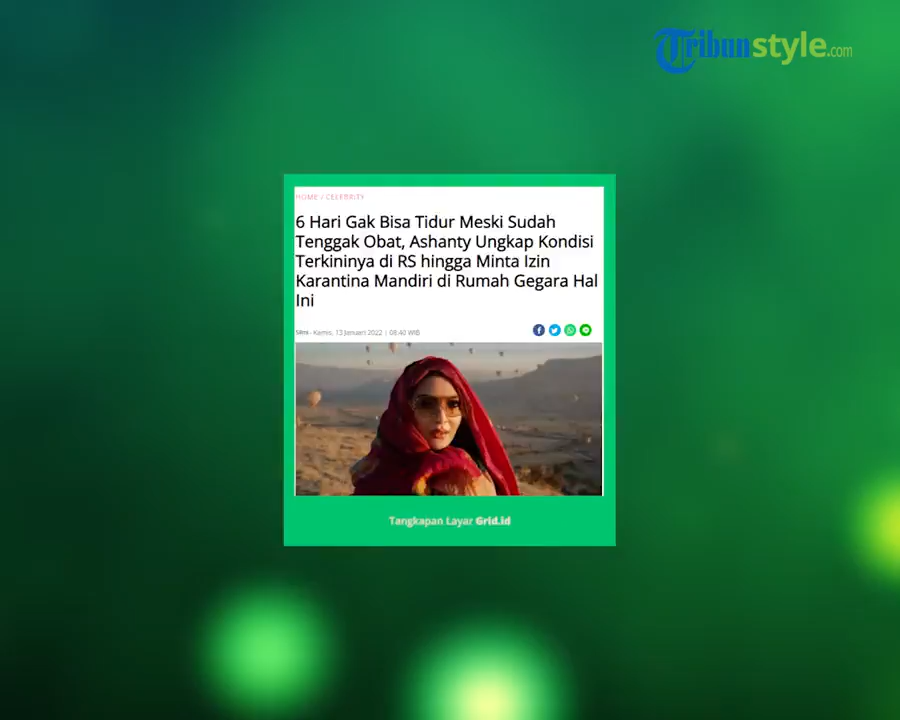 Tribunstyle.com
HOME / CELEBRITY
6 Hari Gak Bisa Tidur Meski Sudah
Tenggak Obat, Ashanty Ungkap Kondisi
Terkininya di RS hingga Minta Izin
Karantina Mandiri di Rumah Gegara Hal
Ini
- Kamis, 13 Januari 2022 | 08:40 WIB
Tangkapan Layar Grid.id